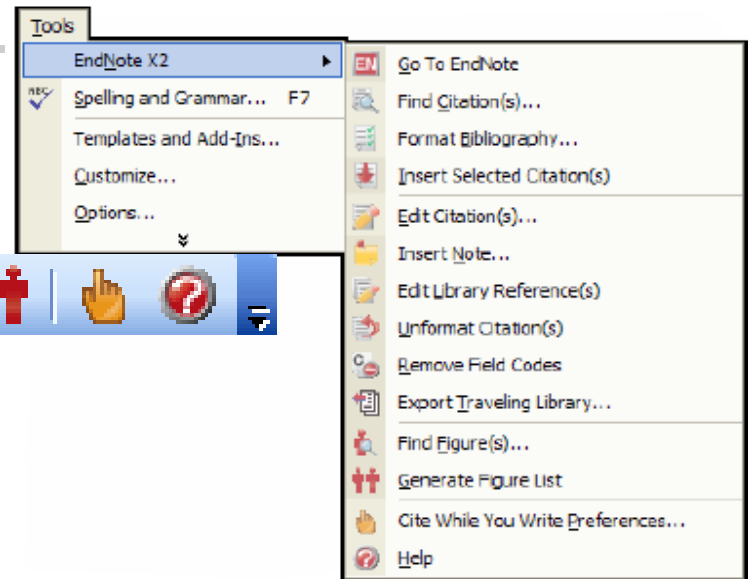 Tools
EndNote X2
Spelling and Grammar... F7
Templates and Add-Ins...
Customize...
Options...
EN Go To EndNote
Find Citation(s)...
Format Bibliography...
Insert Selected Citation(s)
Edit Citation(s)...
Insert Note...
Edit Library Reference(s)
Unformat Citation(s)
Remove Field Codes
Export Traveling Library...
Find Figure(s)...
Generate Figure List
Cite While You Write Preferences...
Help